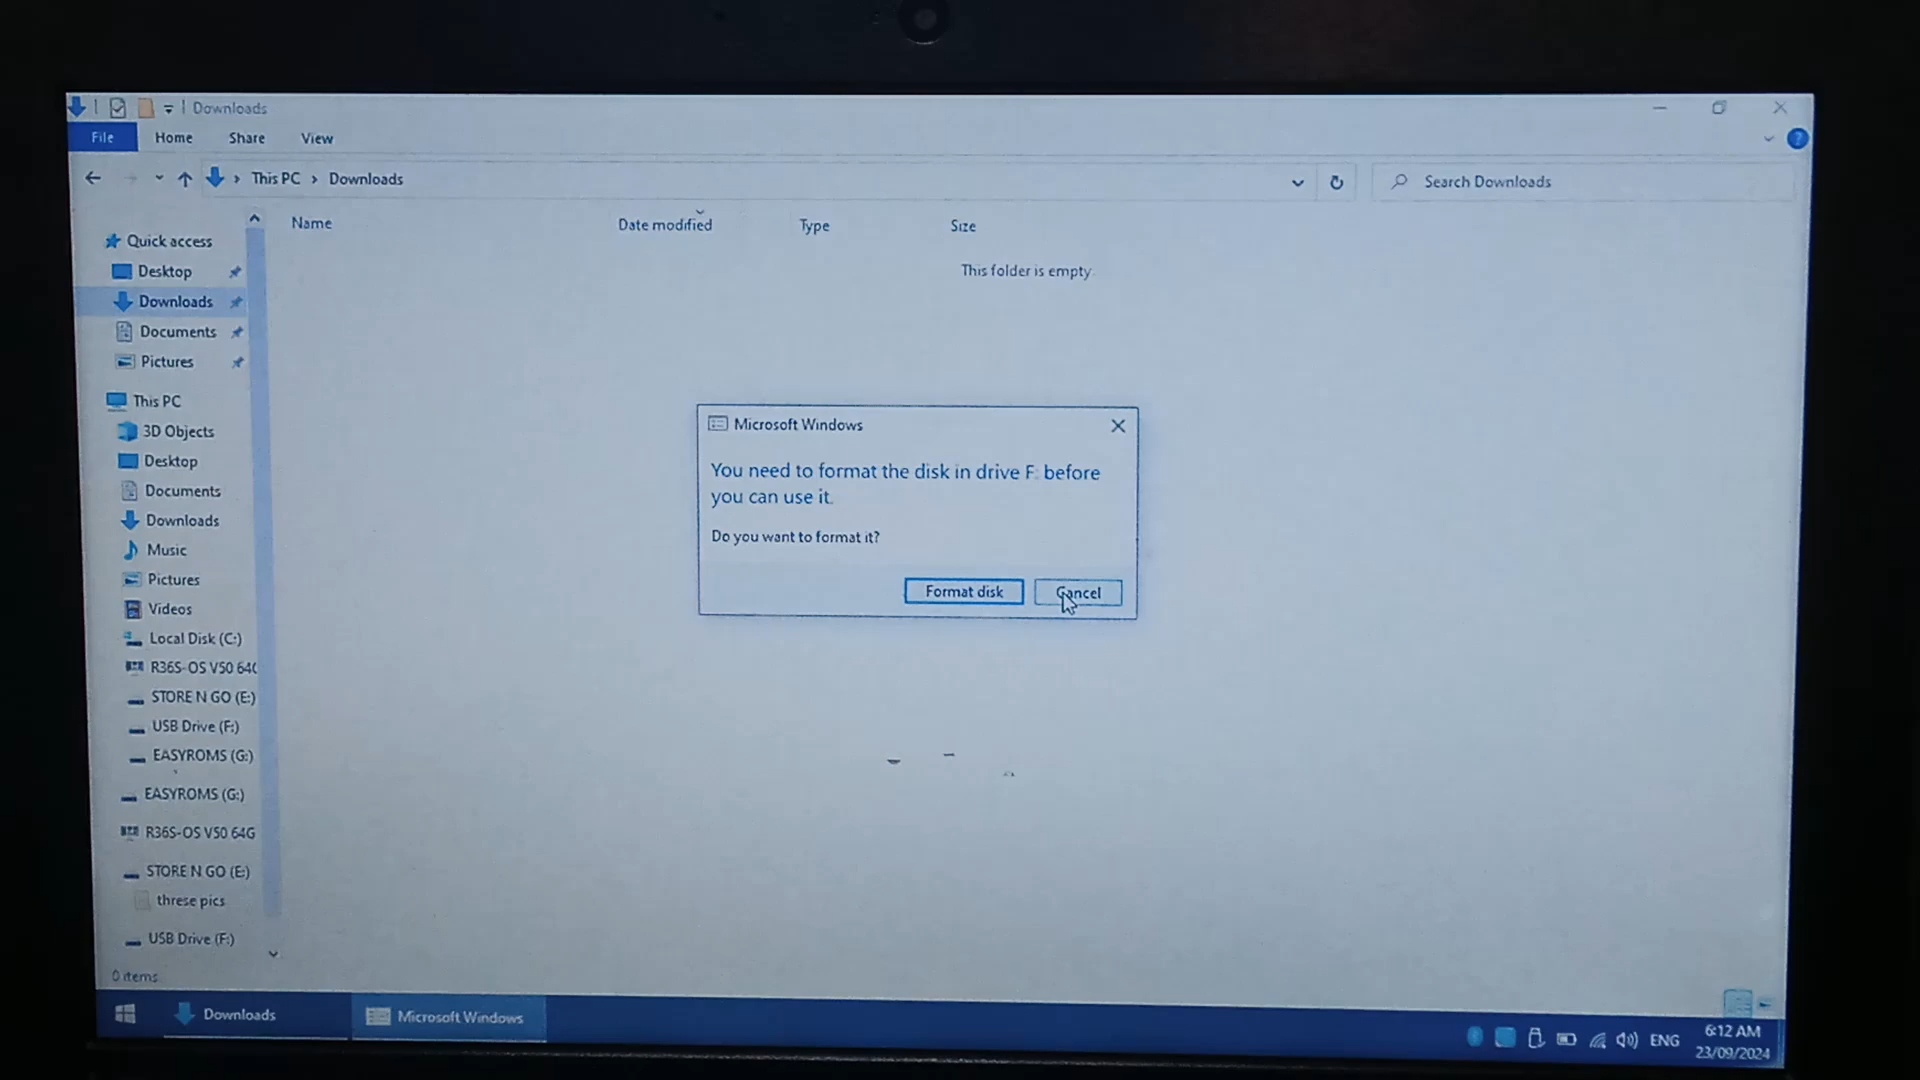 Downloads
File Home Share View
This PC > Downloads
Search Downloads
Name Date modified Type Size
This folder is empty.
Quick access
Desktop
Downloads
Documents
Pictures
This PC
3D Objects
Desktop
Documents
Downloads
Music
Pictures
Videos
Local Disk (C:)
R36S-OS V50 64G
STORE N GO (E:)
USB Drive (F:)
EASYROMS (G:)
EASYROMS (G:)
R36S-OS V50 64G
STORE N GO (E:)
threse pics
USB Drive (F:)
0 items
Microsoft Windows
You need to format the disk in drive F: before
you can use it.
Do you want to format it?
Format disk Cancel
Downloads Microsoft Windows
ENG
6:12 AM
23/09/2024